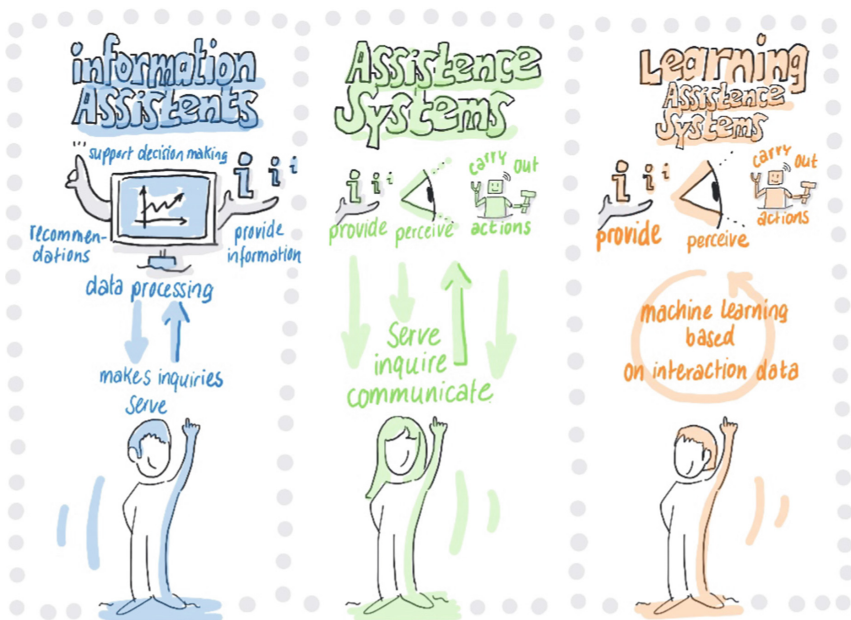 information
Assistents
support decision making
i i i
recommen-
dations
provide
information
data processing
makes inquiries
serve
Assistence
Systems
i i i
provide
perceive
carry out
actions
Serve
inquire
communicate
Learning
Assistence
Systems
i i i
provide
perceive
carry out
actions
machine learning
based
on interaction data